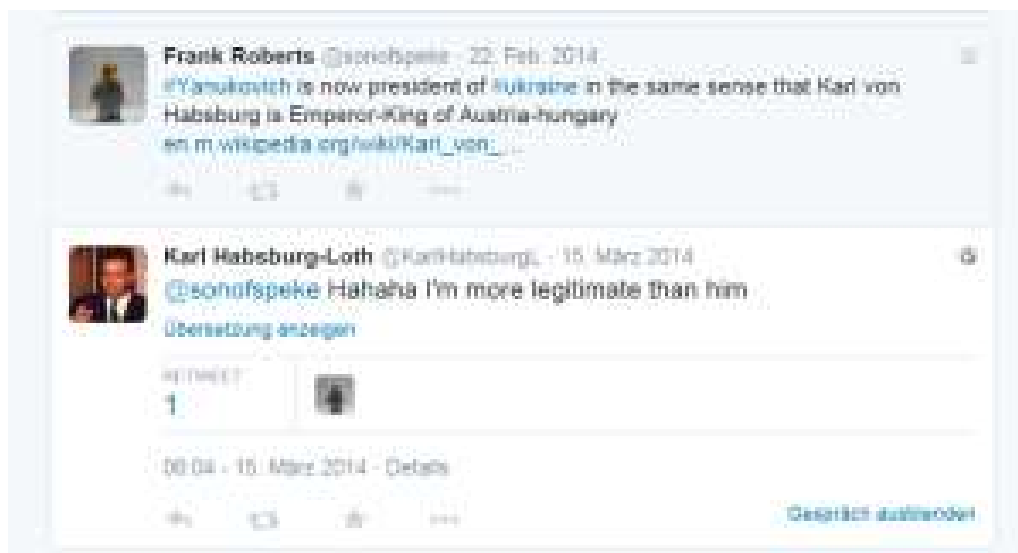 Frank Roberts @sonofspeke · 22. Feb. 2014
#Yanukovich is now president of #ukraine in the same sense that Karl von
Habsburg is Emperor-King of Austria-hungary
en.m.wikipedia.org/wiki/Karl_von_...
Karl Habsburg-Loth @KarlHabsburgL · 15. März 2014
@sonofspeke Hahaha I'm more legitimate than him
Übersetzung anzeigen
RETWEET
1
06:04 - 15. März 2014 · Details
Gespräch ausblenden